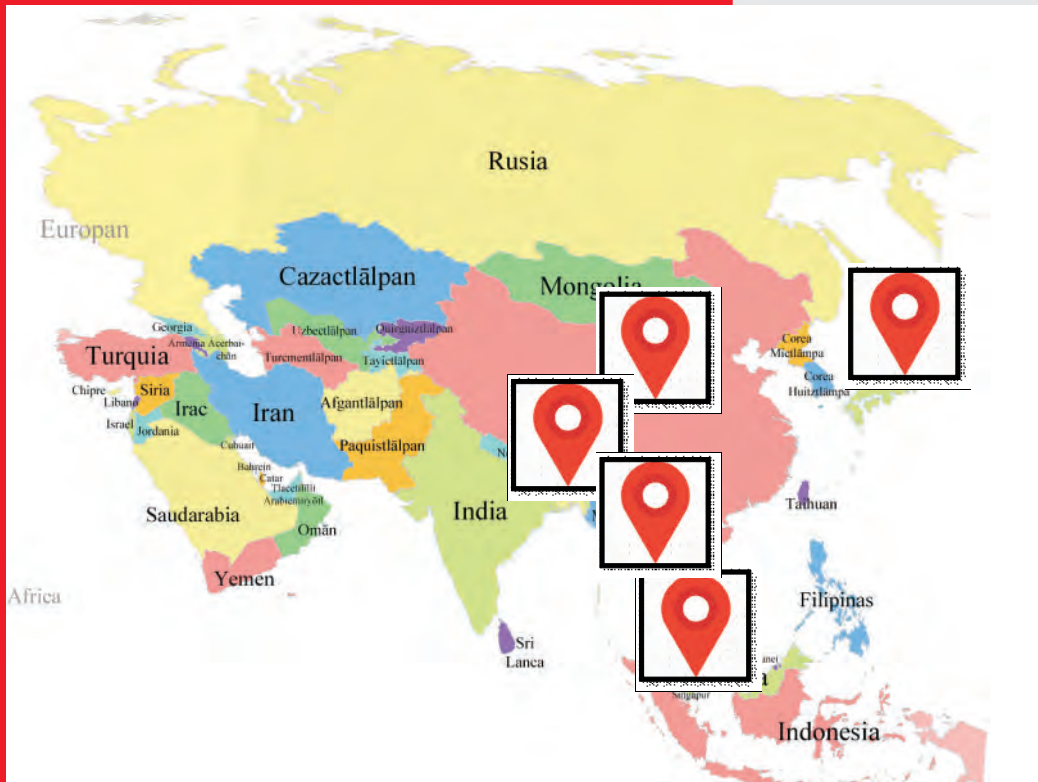 Rusia
Europan
Cazactlālpan
Mongolia
Georgia
Armenia
Acerbai-
chān
Uzbectlālpan
Quirguiztlālpan
Turquia
Turcmentlālpan
Tayictlālpan
Corea
Mictlāmpa
Corea
Huitztlāmpa
Chipre
Siria
Libano
Irac
Iran
Afgantlālpan
Israel
Jordania
Paquistlālpan
Bahrein
Catar
Saudarabia
Omān
India
Taihuan
Yemen
Africa
Filipinas
Sri
Lanca
Singapur
Indonesia